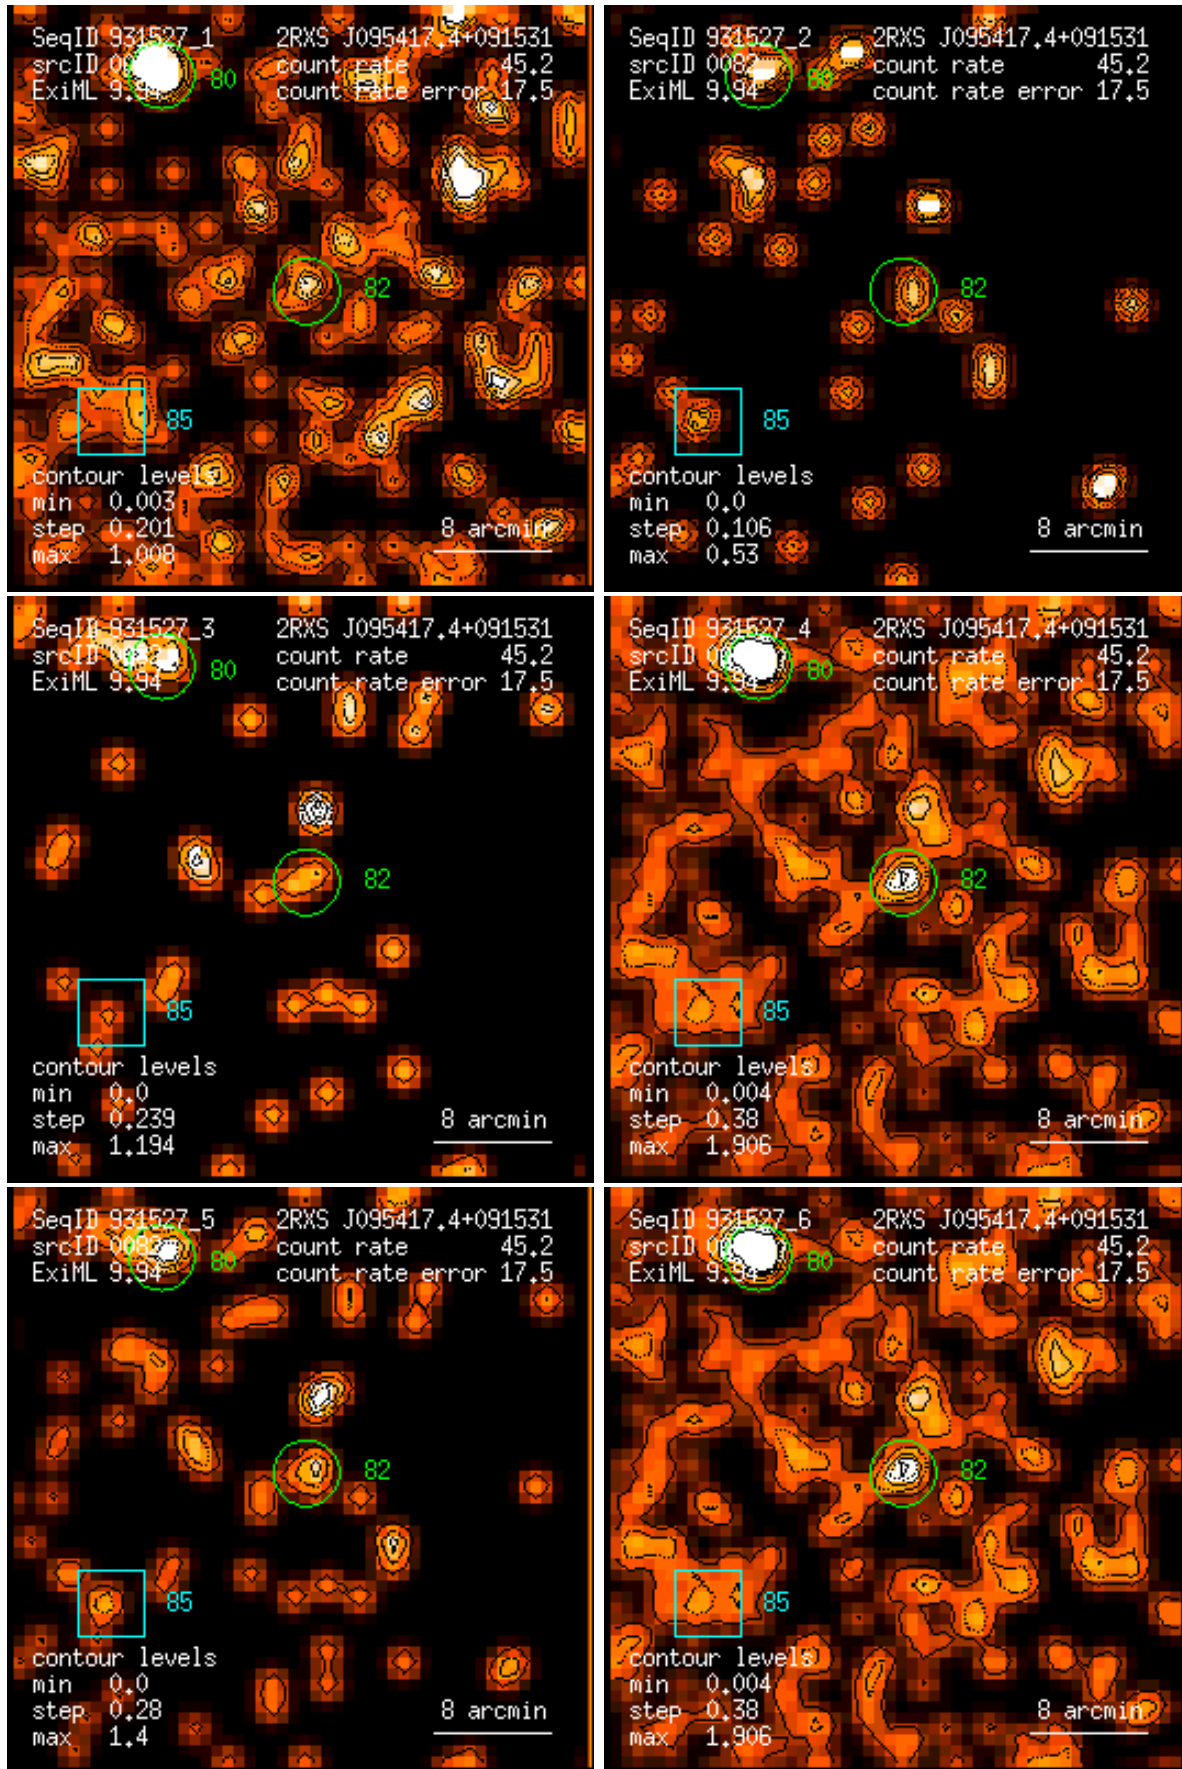 SeqID 931527_1 2RXS J095417.4+091531
srcID 0082 count rate 45.2
ExiML 9.94 count rate error 17.5
80
82
85
contour levels
min 0.003
step 0.201
max 1.008
8 arcmin
SeqID 931527_2 2RXS J095417.4+091531
srcID 0082 count rate 45.2
ExiML 9.94 count rate error 17.5
80
82
85
contour levels
min 0.0
step 0.106
max 0.53
8 arcmin
SeqID 931527_3 2RXS J095417.4+091531
srcID 0082 count rate 45.2
ExiML 9.94 count rate error 17.5
80
82
85
contour levels
min 0.0
step 0.239
max 1.194
8 arcmin
SeqID 931527_4 2RXS J095417.4+091531
srcID count rate 45.2
ExiML 9.94 count rate error 17.5
80
82
85
contour levels
min 0.004
step 0.38
max 1.906
8 arcmin
SeqID 931527_5 2RXS J095417.4+091531
srcID 0082 count rate 45.2
ExiML 9.94 count rate error 17.5
80
82
85
contour levels
min 0.0
step 0.28
max 1.4
8 arcmin
SeqID 931527_6 2RXS J095417.4+091531
srcID count rate 45.2
ExiML 9.94 count rate error 17.5
80
82
85
contour levels
min 0.004
step 0.38
max 1.906
8 arcmin